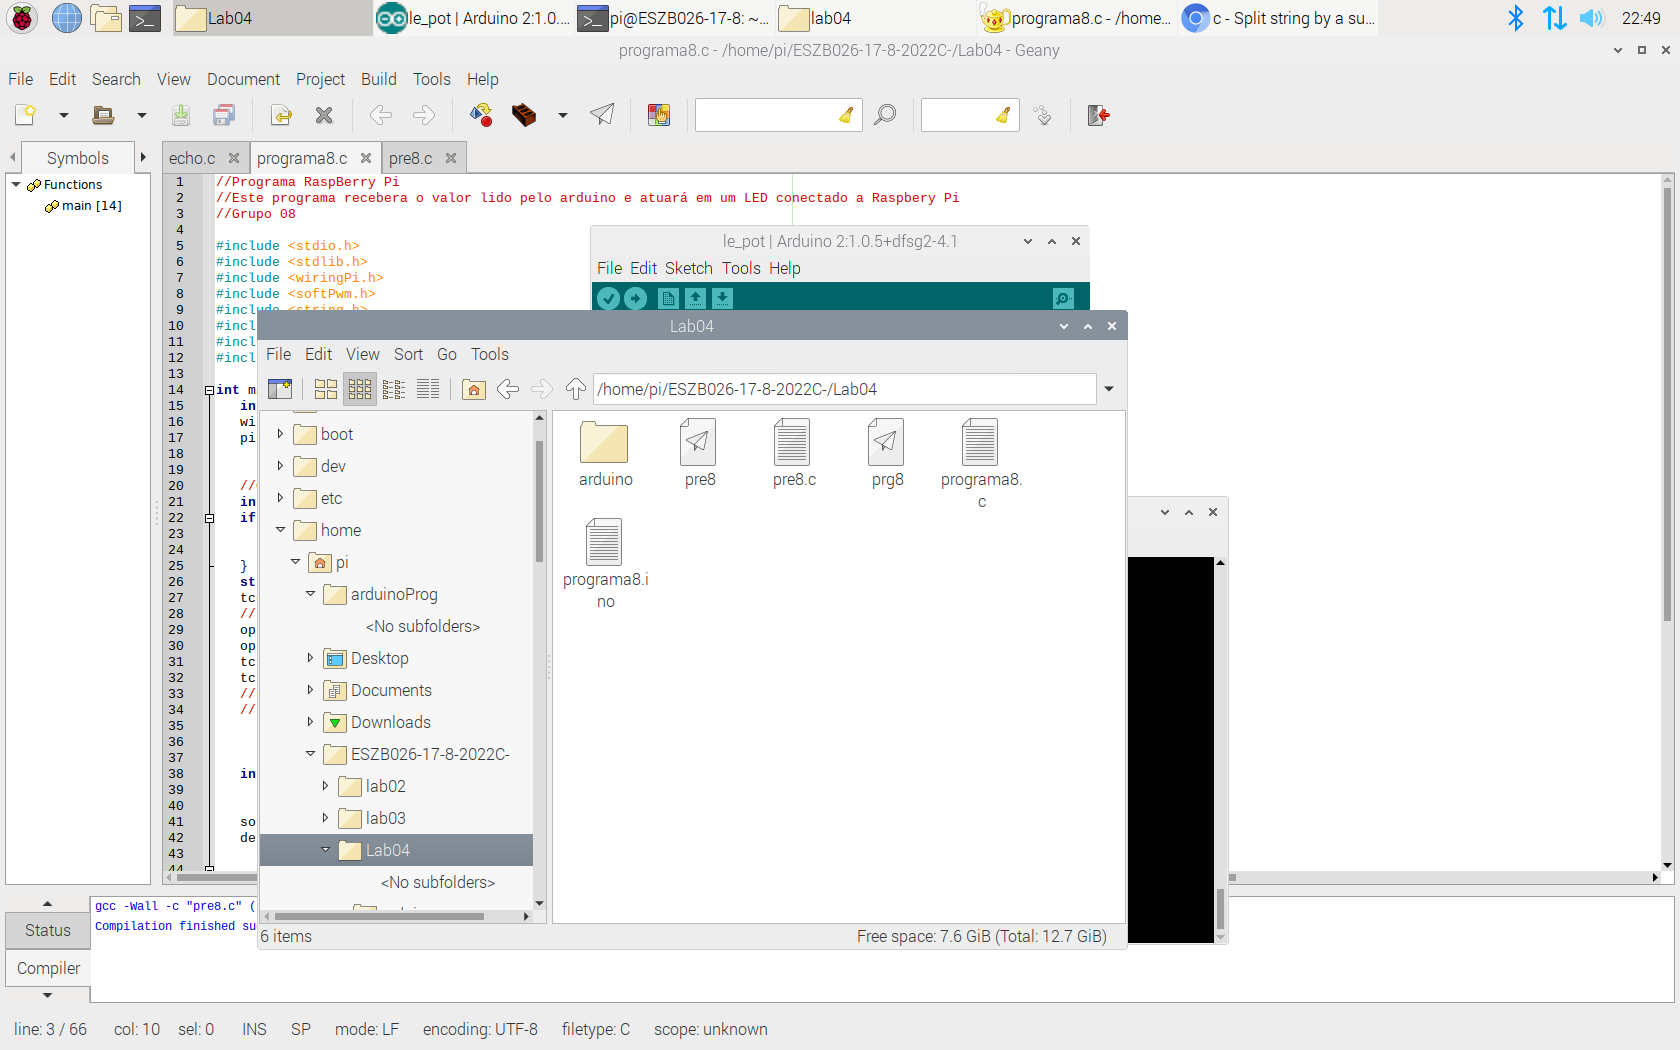 Lab04
le_pot | Arduino 2:1.0....
pi@ESZB026-17-8: ~...
lab04
programa8.c - /home...
c - Split string by a su...
22:49
programa8.c - /home/pi/ESZB026-17-8-2022C-/Lab04 - Geany
File Edit Search View Document Project Build Tools Help
Symbols
echo.c
programa8.c
pre8.c
Functions
main [14]
1 //Programa RaspBerry Pi
2 //Este programa recebera o valor lido pelo arduino e atuará em um LED conectado a Raspbery Pi
3 //Grupo 08
4
5 #include <stdio.h>
6 #include <stdlib.h>
7 #include <wiringPi.h>
8 #include <softPwm.h>
9 #include <string.h>
10 #incl
11 #incl
12 #incl
13
14 int m
15 in
16 wi
17 pi
18
19
20 //
21 in
22 if
23
24
25 }
26 st
27 tc
28 //
29 op
30 op
31 tc
32 tc
33 //
34 //
35
36
37
38 in
39
40
41 so
42 de
43
44
le_pot | Arduino 2:1.0.5+dfsg2-4.1
File Edit Sketch Tools Help
Lab04
File Edit View Sort Go Tools
/home/pi/ESZB026-17-8-2022C-/Lab04
boot
dev
etc
home
pi
arduinoProg
<No subfolders>
Desktop
Documents
Downloads
ESZB026-17-8-2022C-
lab02
lab03
Lab04
<No subfolders>
arduino
pre8
pre8.c
prg8
programa8.
c
programa8.i
no
6 items
Free space: 7.6 GiB (Total: 12.7 GiB)
Status
Compiler
gcc -Wall -c "pre8.c" (
Compilation finished su
line: 3 / 66 col: 10 sel: 0 INS SP mode: LF encoding: UTF-8 filetype: C scope: unknown